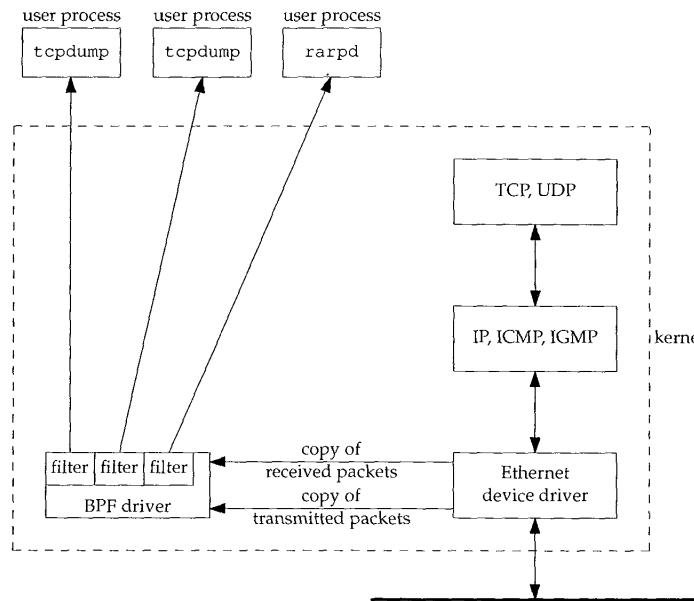 user process user process user process
tcpdump tcpdump rarpd
TCP, UDP
IP, ICMP, IGMP
kerne
copy of
received packets
filter filter filter
BPF driver
copy of
transmitted packets
Ethernet
device driver